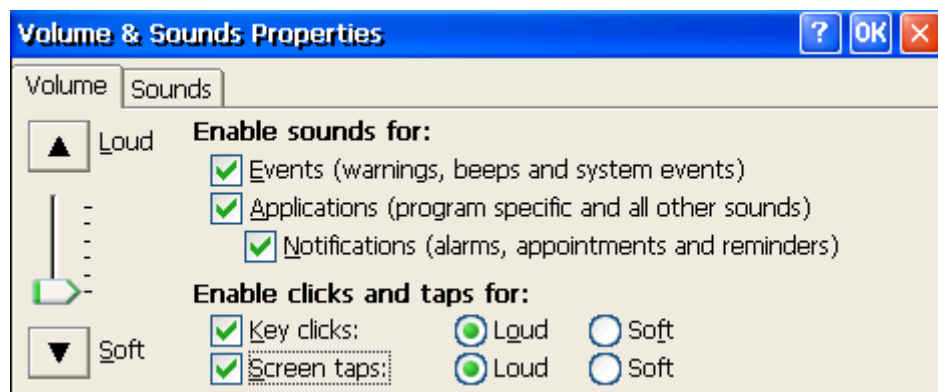 Volume & Sounds Properties ? OK ×
Volume Sounds
Loud
Enable sounds for:
Events (warnings, beeps and system events)
Applications (program specific and all other sounds)
Notifications (alarms, appointments and reminders)
Enable clicks and taps for:
Key clicks: Loud Soft
Soft
Screen taps: Loud Soft